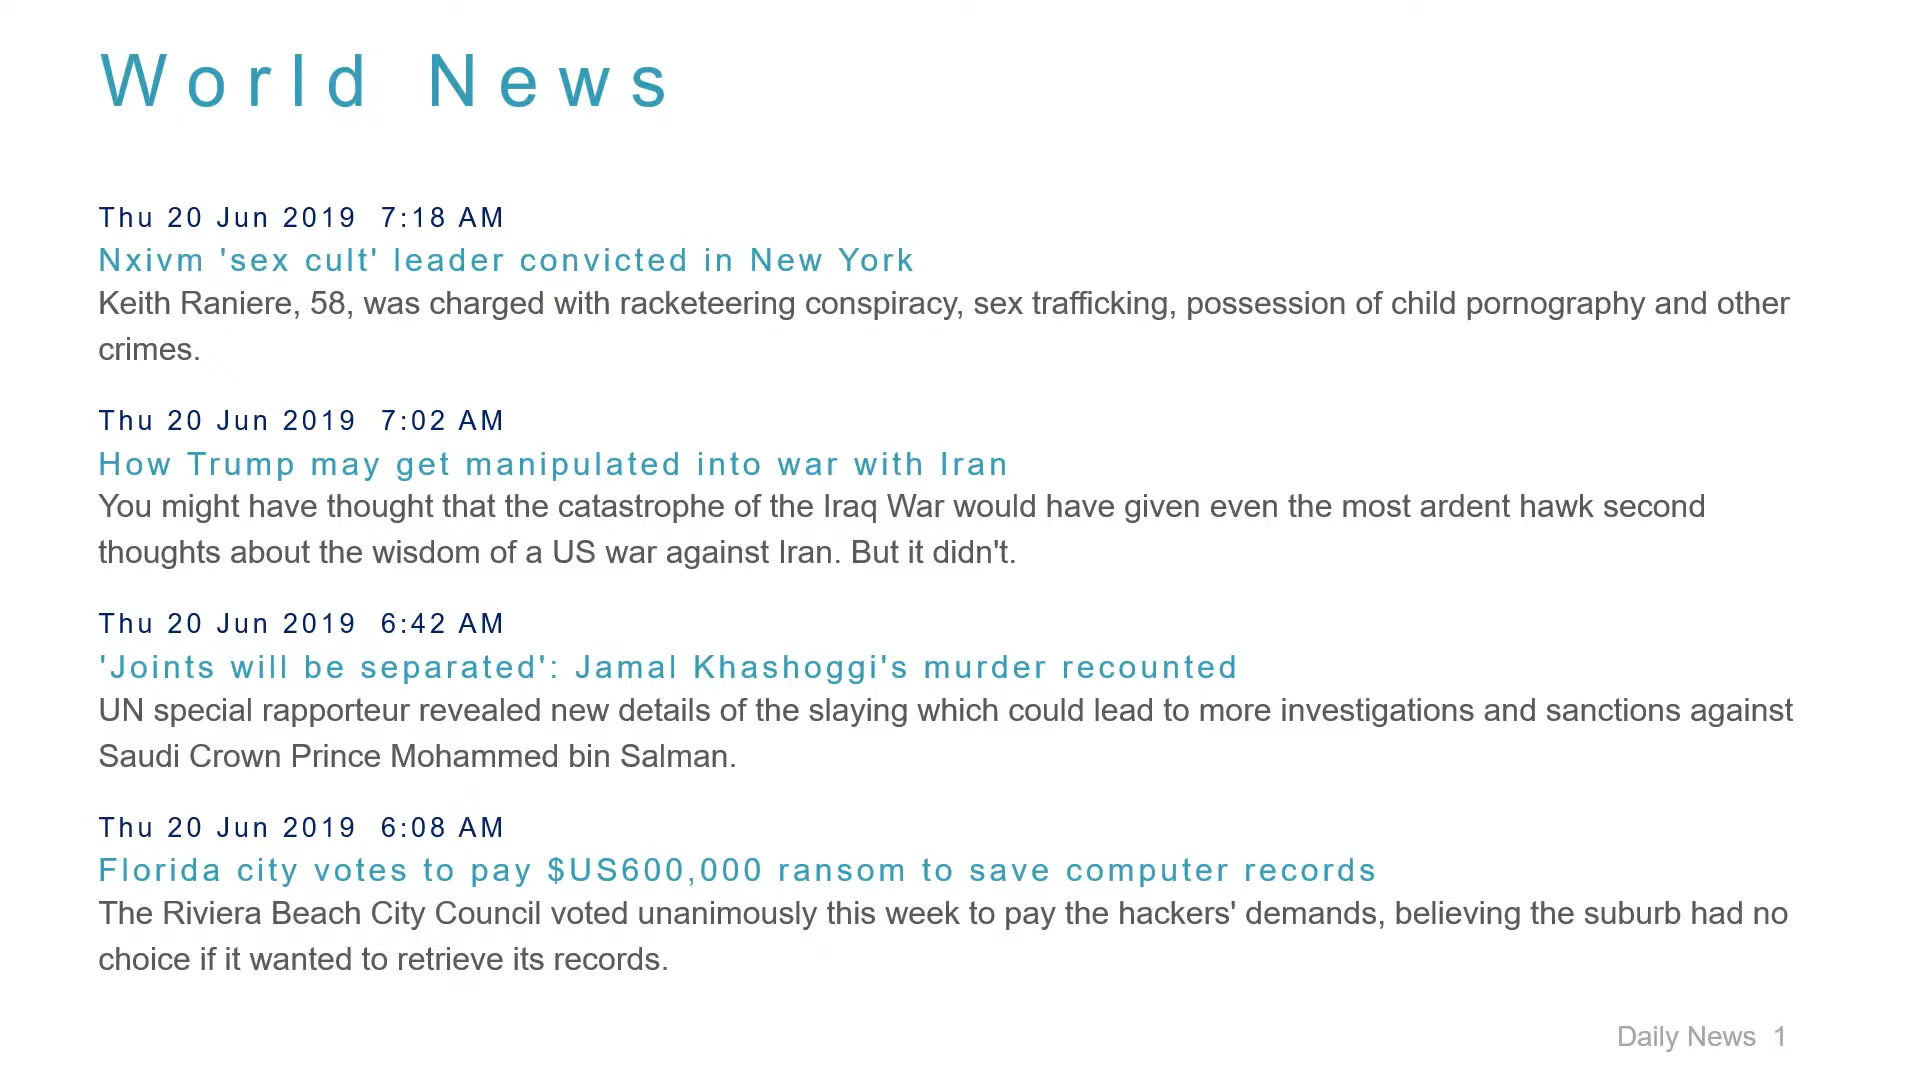 World News
Thu 20 Jun 2019  7:18 AM
Nxivm 'sex cult' leader convicted in New York
Keith Raniere, 58, was charged with racketeering conspiracy, sex trafficking, possession of child pornography and other
crimes.
Thu 20 Jun 2019  7:02 AM
How Trump may get manipulated into war with Iran
You might have thought that the catastrophe of the Iraq War would have given even the most ardent hawk second
thoughts about the wisdom of a US war against Iran. But it didn't.
Thu 20 Jun 2019  6:42 AM
'Joints will be separated': Jamal Khashoggi's murder recounted
UN special rapporteur revealed new details of the slaying which could lead to more investigations and sanctions against
Saudi Crown Prince Mohammed bin Salman.
Thu 20 Jun 2019  6:08 AM
Florida city votes to pay $US600,000 ransom to save computer records
The Riviera Beach City Council voted unanimously this week to pay the hackers' demands, believing the suburb had no
choice if it wanted to retrieve its records.
Daily News  1